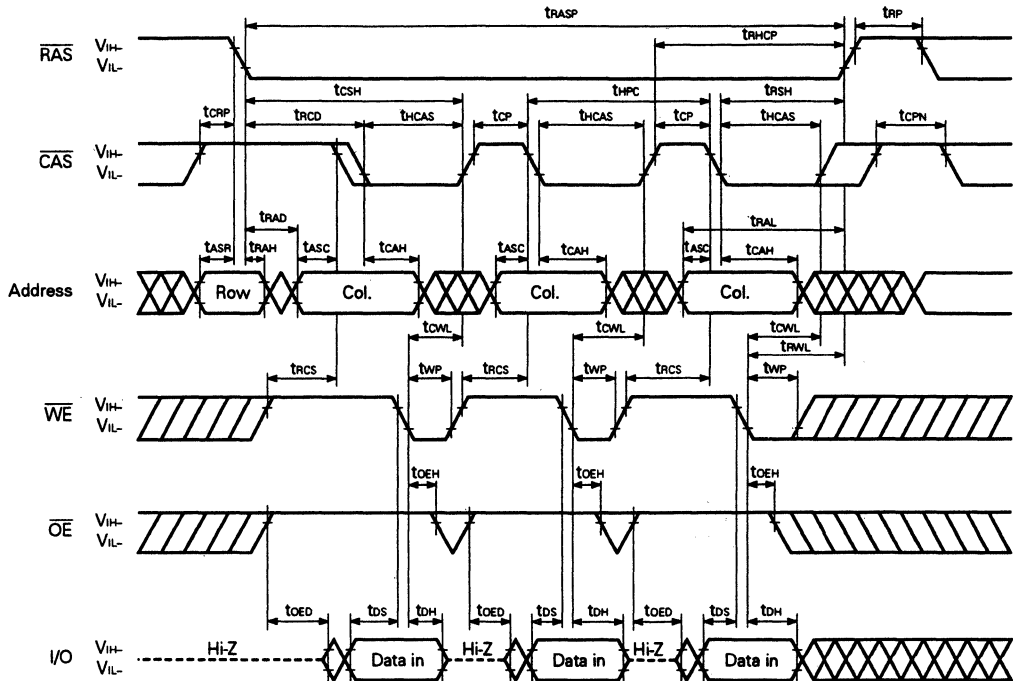 tRASP tRP
tRHCP
RAS VIH–
VIL–
tCSH tHPC tRSH
tCRP tRCD tHCAS tCP tHCAS tCP tHCAS tCPN
CAS VIH–
VIL–
tRAD tRAL
tASR tRAH tASC tCAH tASC tCAH tASC tCAH
Address VIH–
VIL–
Row Col. Col. Col.
tCWL tCWL tCWL
tRWL
tRCS tWP tRCS tWP tRCS tWP
WE VIH–
VIL–
tOEH tOEH tOEH
OE VIH–
VIL–
tOED tDS tDH tOED tDS tDH tOED tDS tDH
I/O VIH–
VIL–
Hi-Z Data in Hi-Z Data in Hi-Z Data in